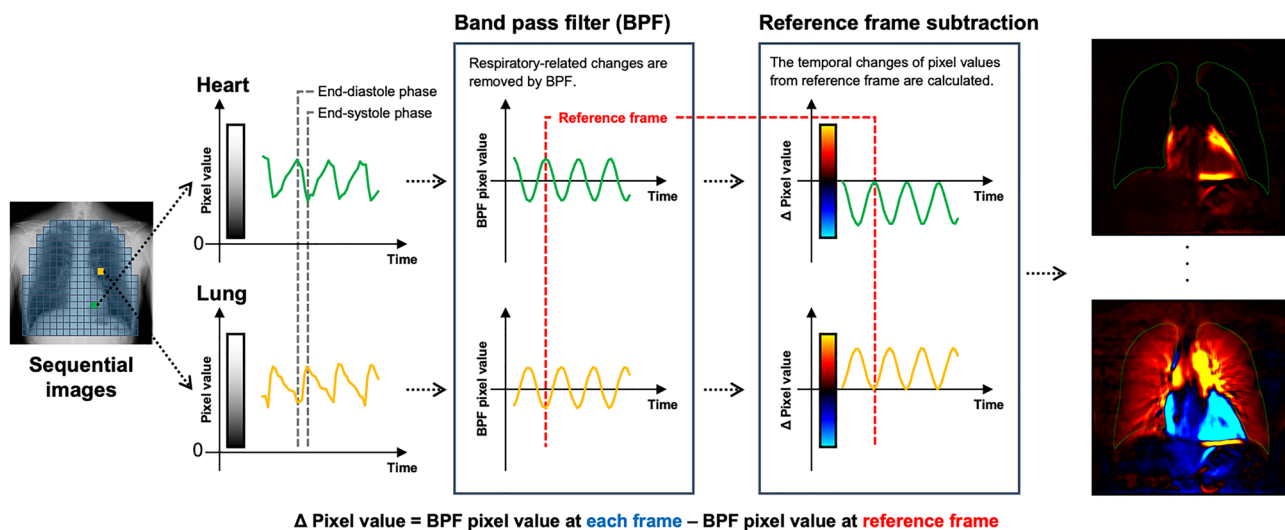 Band pass filter (BPF)
Reference frame subtraction
Respiratory-related changes are
removed by BPF.
The temporal changes of pixel values
from reference frame are calculated.
Heart
End-diastole phase
End-systole phase
Reference frame
Pixel value
0
Time
BPF pixel value
Time
Δ Pixel value
Time
Sequential
images
Lung
Pixel value
0
Time
BPF pixel value
Time
Δ Pixel value
Time
Δ Pixel value = BPF pixel value at each frame – BPF pixel value at reference frame